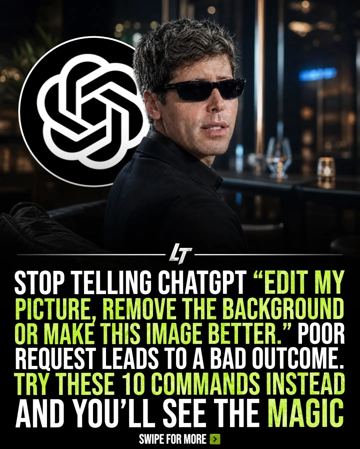 LT
STOP TELLING CHATGPT “EDIT MY
PICTURE, REMOVE THE BACKGROUND
OR MAKE THIS IMAGE BETTER.” POOR
REQUEST LEADS TO A BAD OUTCOME.
TRY THESE 10 COMMANDS INSTEAD
AND YOU’LL SEE THE MAGIC
SWIPE FOR MORE